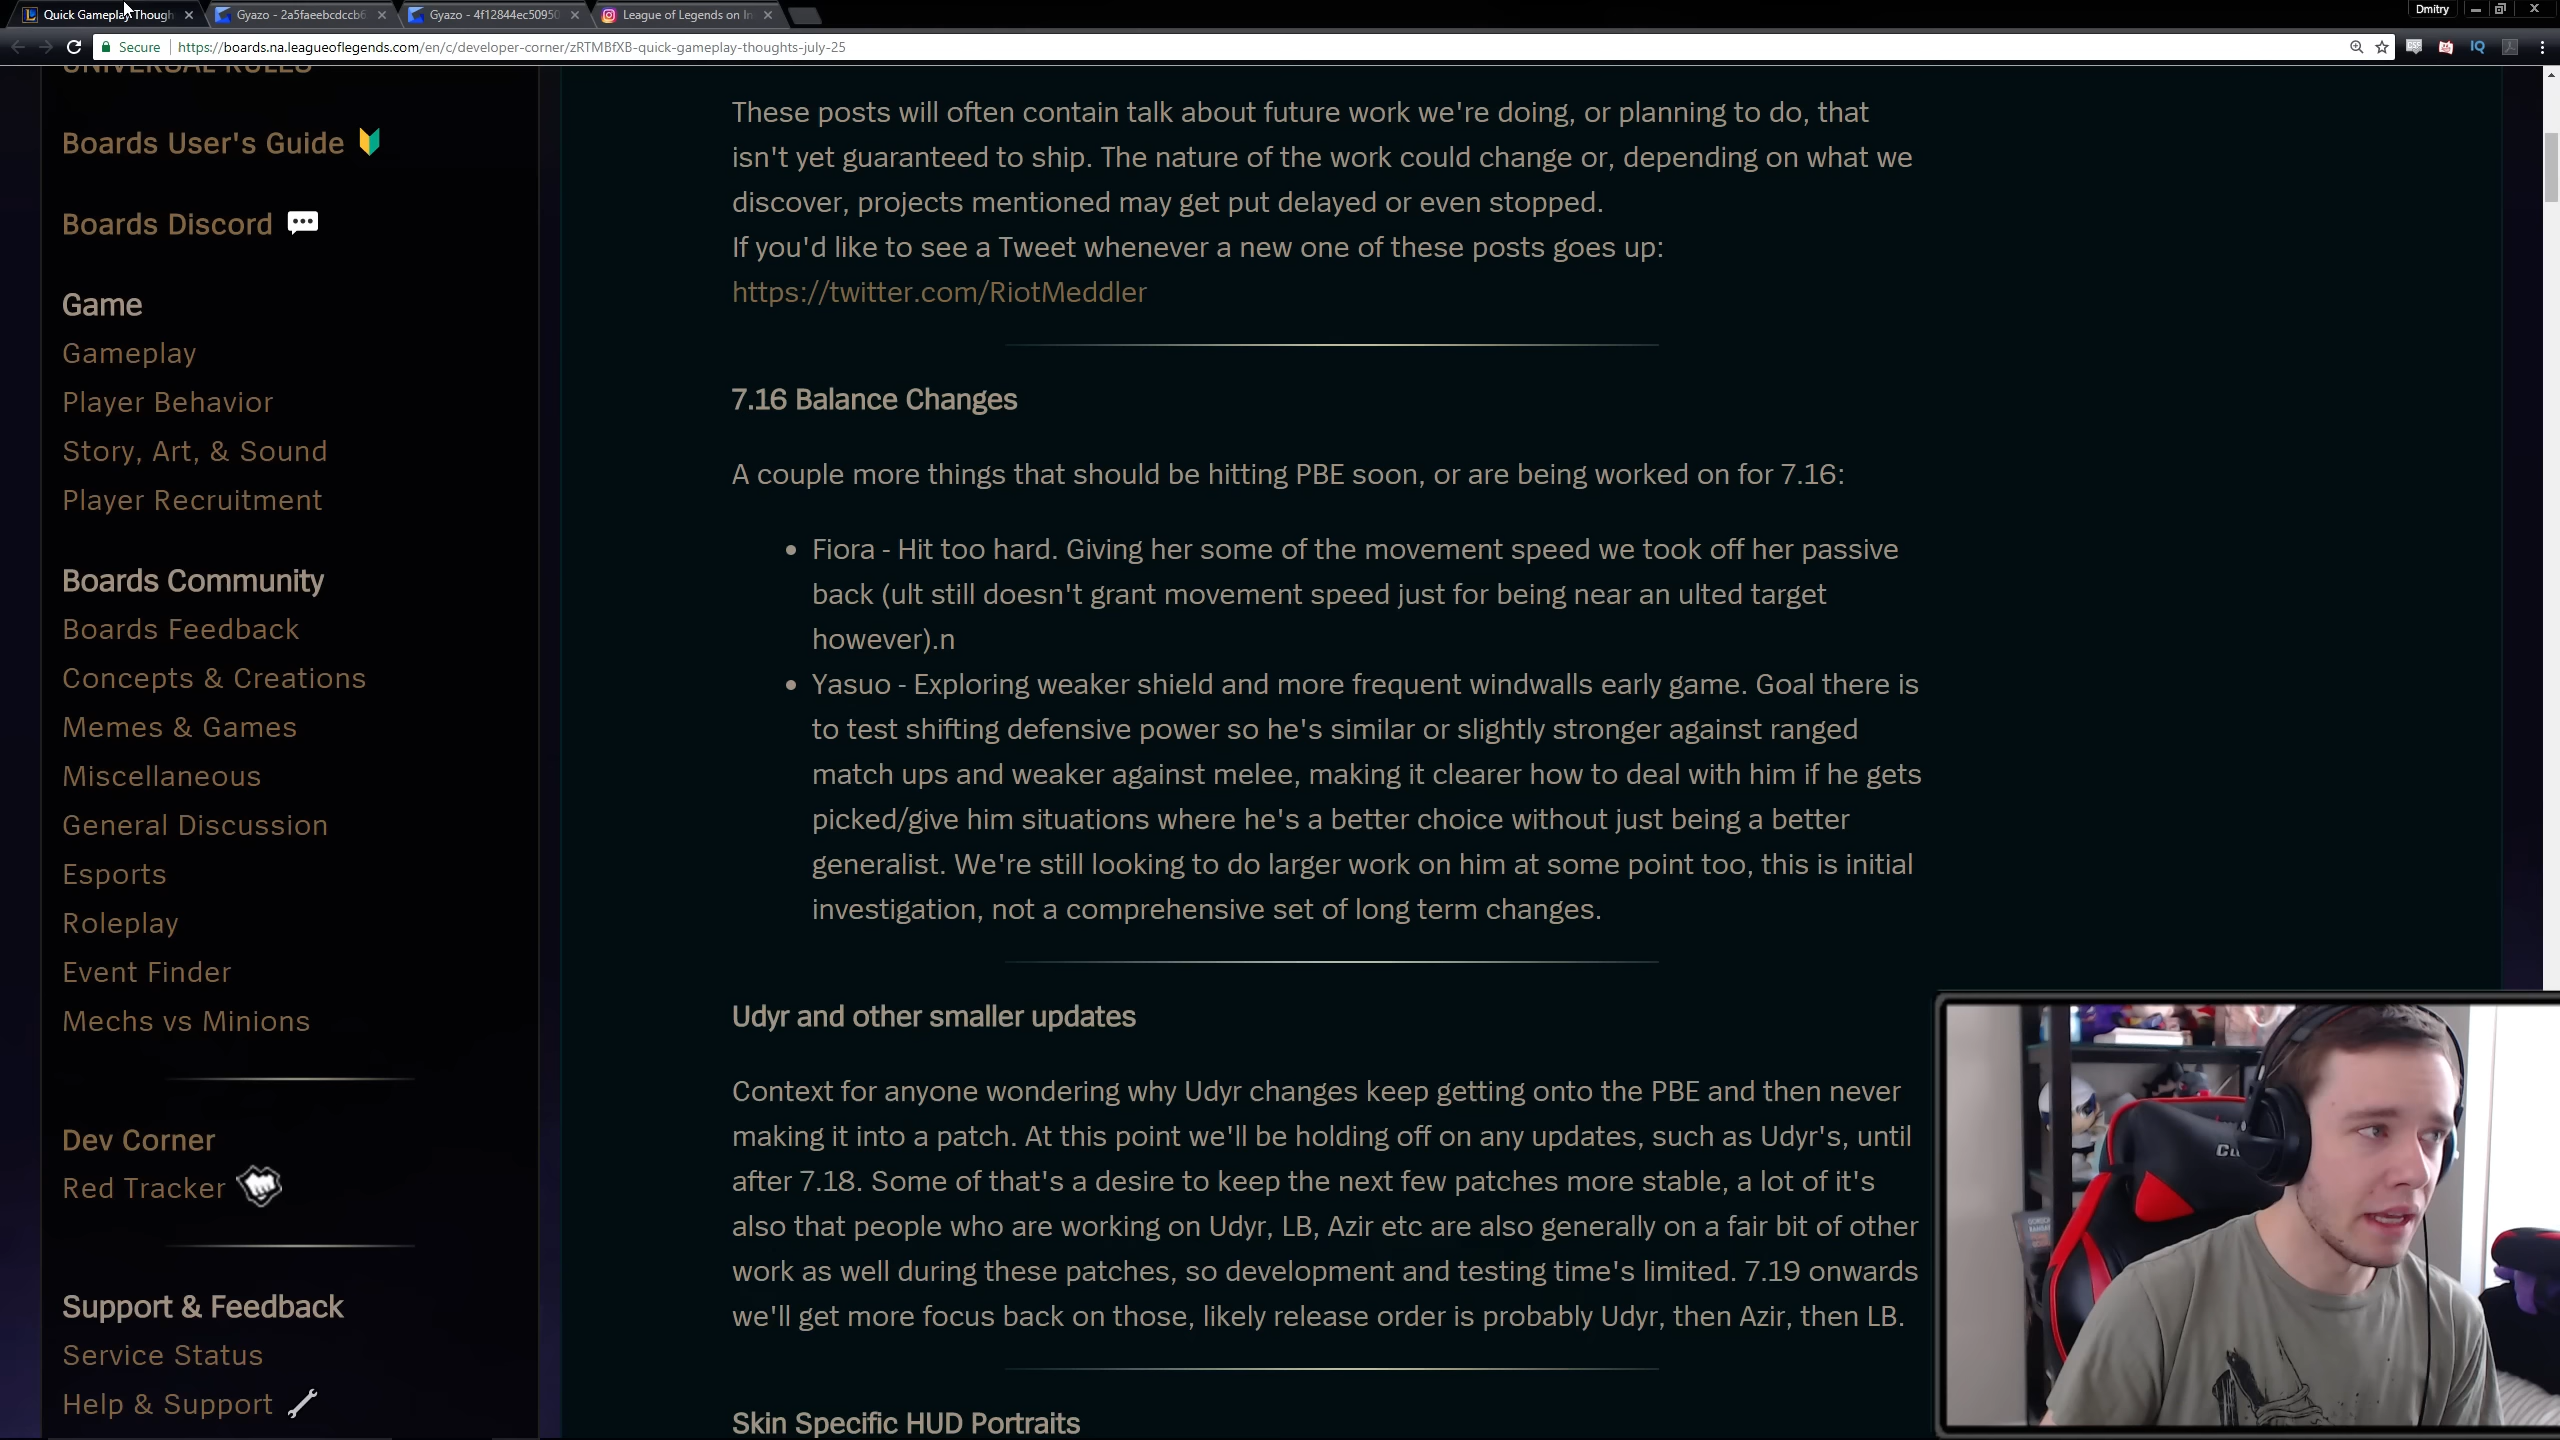 Quick Gameplay Though
Gyazo - 2a5faeebcdccb6
Gyazo - 4f12844ec50950
League of Legends on In
Dmitry
Secure
https://boards.na.leagueoflegends.com/en/c/developer-corner/zRTMBfXB-quick-gameplay-thoughts-july-25
IQ
UNIVERSAL RULES
Boards User's Guide
Boards Discord
Game
Gameplay
Player Behavior
Story, Art, & Sound
Player Recruitment
Boards Community
Boards Feedback
Concepts & Creations
Memes & Games
Miscellaneous
General Discussion
Esports
Roleplay
Event Finder
Mechs vs Minions
Dev Corner
Red Tracker
Support & Feedback
Service Status
Help & Support
These posts will often contain talk about future work we're doing, or planning to do, that
isn't yet guaranteed to ship. The nature of the work could change or, depending on what we
discover, projects mentioned may get put delayed or even stopped.
If you'd like to see a Tweet whenever a new one of these posts goes up:
https://twitter.com/RiotMeddler
7.16 Balance Changes
A couple more things that should be hitting PBE soon, or are being worked on for 7.16:
• Fiora - Hit too hard. Giving her some of the movement speed we took off her passive
back (ult still doesn't grant movement speed just for being near an ulted target
however).n
• Yasuo - Exploring weaker shield and more frequent windwalls early game. Goal there is
to test shifting defensive power so he's similar or slightly stronger against ranged
match ups and weaker against melee, making it clearer how to deal with him if he gets
picked/give him situations where he's a better choice without just being a better
generalist. We're still looking to do larger work on him at some point too, this is initial
investigation, not a comprehensive set of long term changes.
Udyr and other smaller updates
Context for anyone wondering why Udyr changes keep getting onto the PBE and then never
making it into a patch. At this point we'll be holding off on any updates, such as Udyr's, until
after 7.18. Some of that's a desire to keep the next few patches more stable, a lot of it's
also that people who are working on Udyr, LB, Azir etc are also generally on a fair bit of other
work as well during these patches, so development and testing time's limited. 7.19 onwards
we'll get more focus back on those, likely release order is probably Udyr, then Azir, then LB.
Skin Specific HUD Portraits